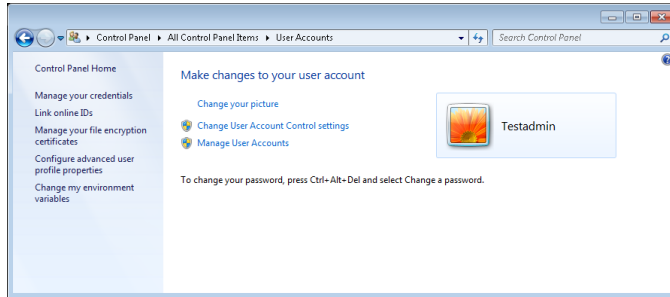 Control Panel All Control Panel Items User Accounts
Search Control Panel
Control Panel Home
Manage your credentials
Link online IDs
Manage your file encryption
certificates
Configure advanced user
profile properties
Change my environment
variables
Make changes to your user account
Change your picture
Change User Account Control settings
Manage User Accounts
Testadmin
To change your password, press Ctrl+Alt+Del and select Change a password.